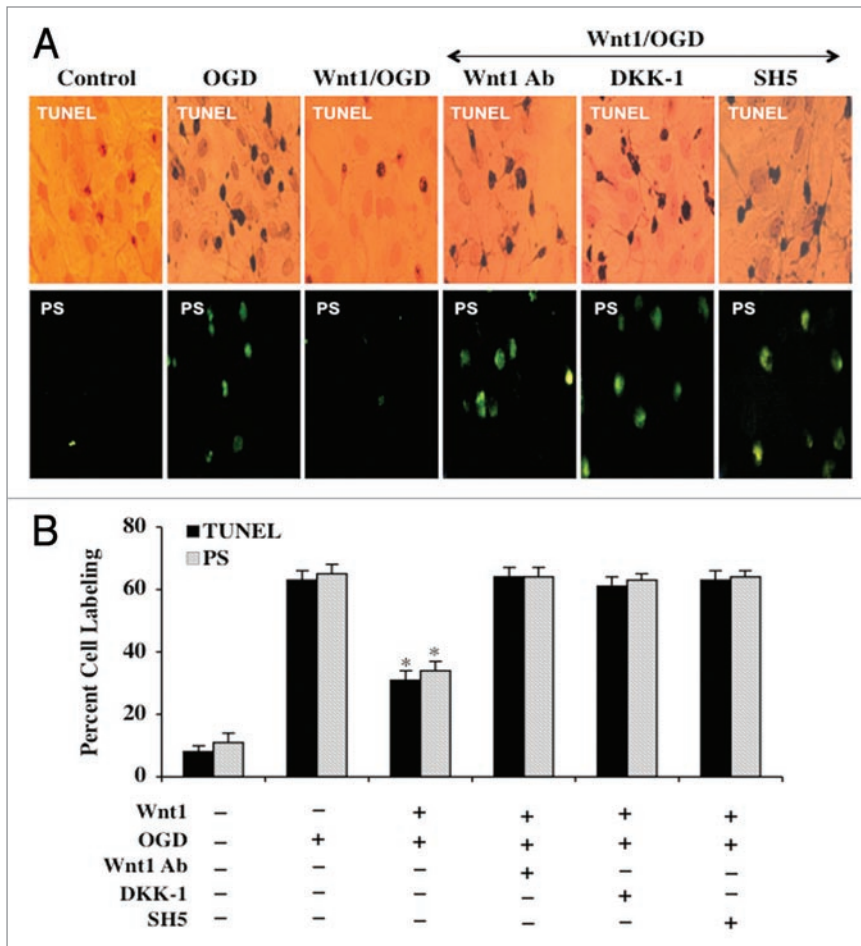 A
Wnt1/OGD
Control OGD Wnt1/OGD Wnt1 Ab DKK-1 SH5
TUNEL TUNEL TUNEL TUNEL TUNEL TUNEL
PS PS PS PS PS PS
B
80
60
40
20
0
Percent Cell Labeling
TUNEL
PS
* *
Wnt1 – – + + + +
OGD – + + + + +
Wnt1 Ab – – – + – –
DKK-1 – – – – + –
SH5 – – – – – +